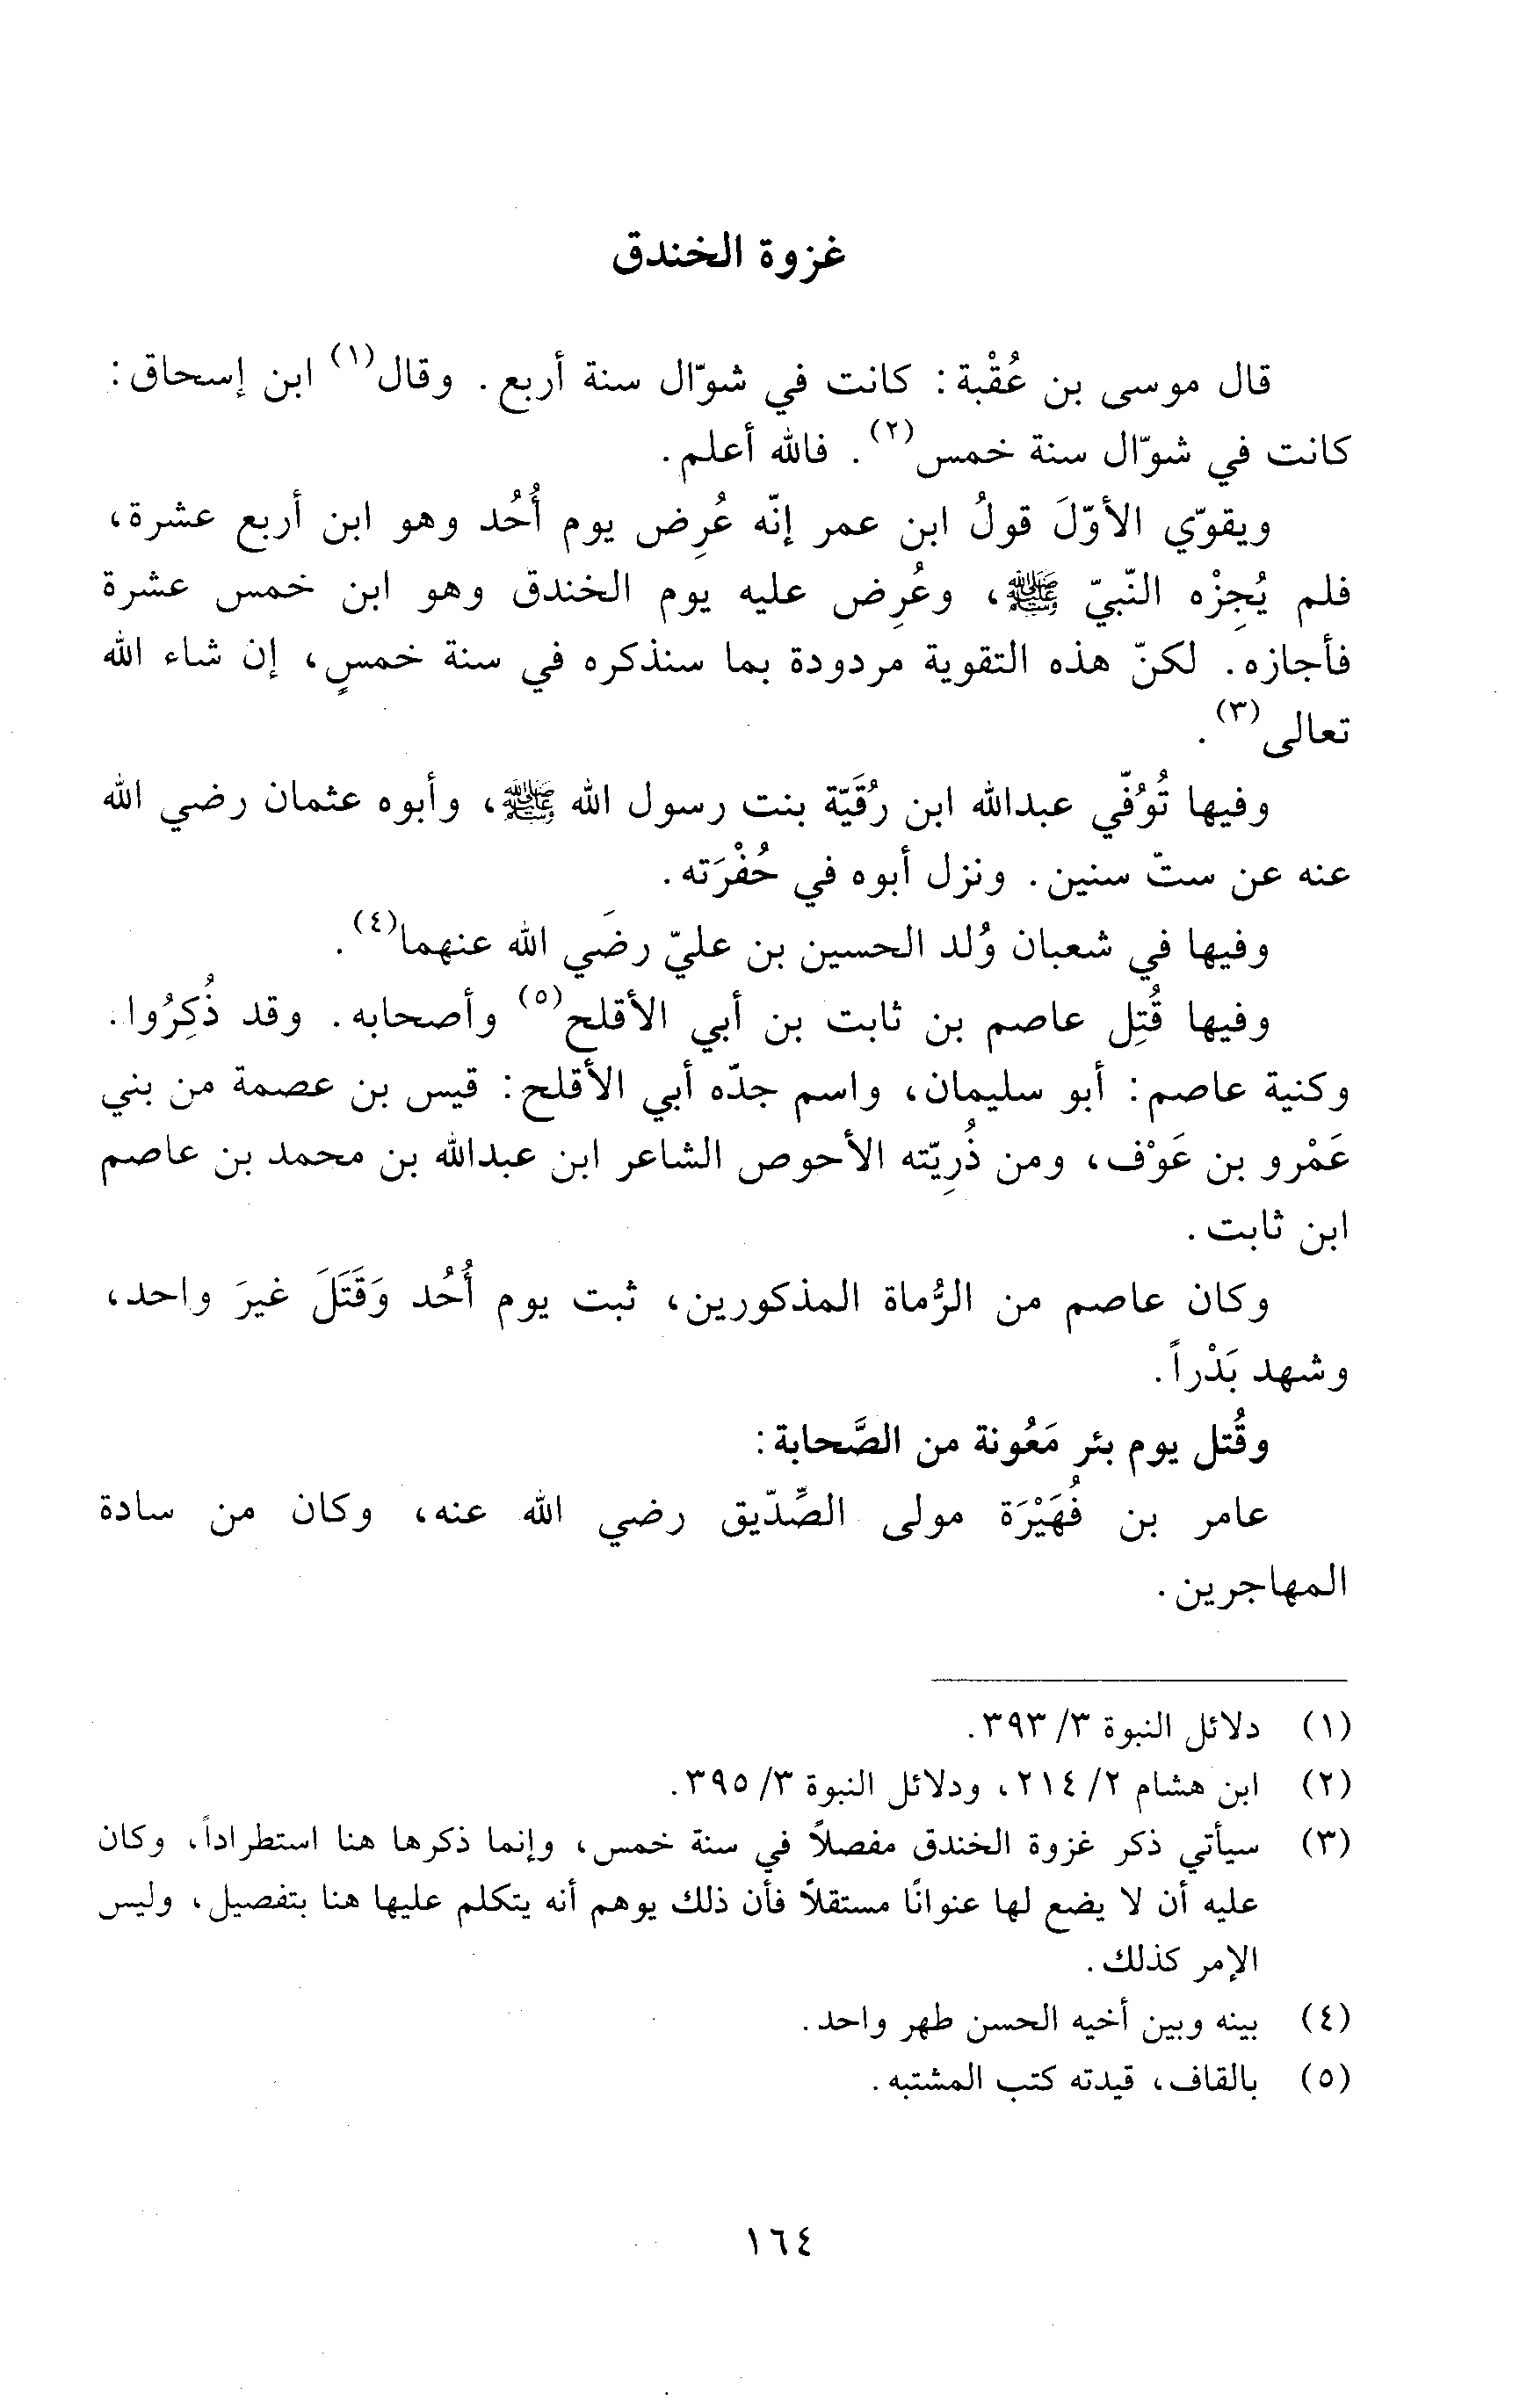 غزوة الخندق
قال موسى بن عُقْبة: كانت في شوّال سنة أربع. وقال(١) ابن إسحاق:
كانت في شوّال سنة خمس(٢). فالله أعلم.
ويقوّي الأوّلَ قولُ ابن عمر إنّه عُرِض يوم أُحُد وهو ابن أربع عشرة،
فلم يُجِزْه النّبيّ ﷺ، وعُرِض عليه يوم الخندق وهو ابن خمس عشرة
فأجازه. لكنّ هذه التقوية مردودة بما سنذكره في سنة خمسٍ، إن شاء الله
تعالى(٣).
وفيها تُوُفّي عبدالله ابن رُقَيّة بنت رسول الله ﷺ، وأبوه عثمان رضي الله
عنه عن ستّ سنين. ونزل أبوه في حُفْرَته.
وفيها في شعبان وُلد الحسين بن عليّ رضَي الله عنهما(٤).
وفيها قُتِل عاصم بن ثابت بن أبي الأقلح(٥) وأصحابه. وقد ذُكِرُوا.
وكنية عاصم: أبو سليمان، واسم جدّه أبي الأقلح: قيس بن عصمة من بني
عَمْرو بن عَوْف، ومن ذُرِيّته الأحوص الشاعر ابن عبدالله بن محمد بن عاصم
ابن ثابت.
وكان عاصم من الرُّماة المذكورين، ثبت يوم أُحُد وَقَتَلَ غيرَ واحد،
وشهد بَدْراً.
وقُتل يوم بئر مَعُونة من الصَّحابة:
عامر بن فُهَيْرَة مولى الصِّدّيق رضي الله عنه، وكان من سادة
المهاجرين.
(١) دلائل النبوة ٣/ ٣٩٣.
(٢) ابن هشام ٢/ ٢١٤، ودلائل النبوة ٣/ ٣٩٥.
(٣) سيأتي ذكر غزوة الخندق مفصلاً في سنة خمس، وإنما ذكرها هنا استطراداً، وكان
عليه أن لا يضع لها عنوانًا مستقلاً فأن ذلك يوهم أنه يتكلم عليها هنا بتفصيل، وليس
الإمر كذلك.
(٤) بينه وبين أخيه الحسن طهر واحد.
(٥) بالقاف، قيدته كتب المشتبه.
١٦٤